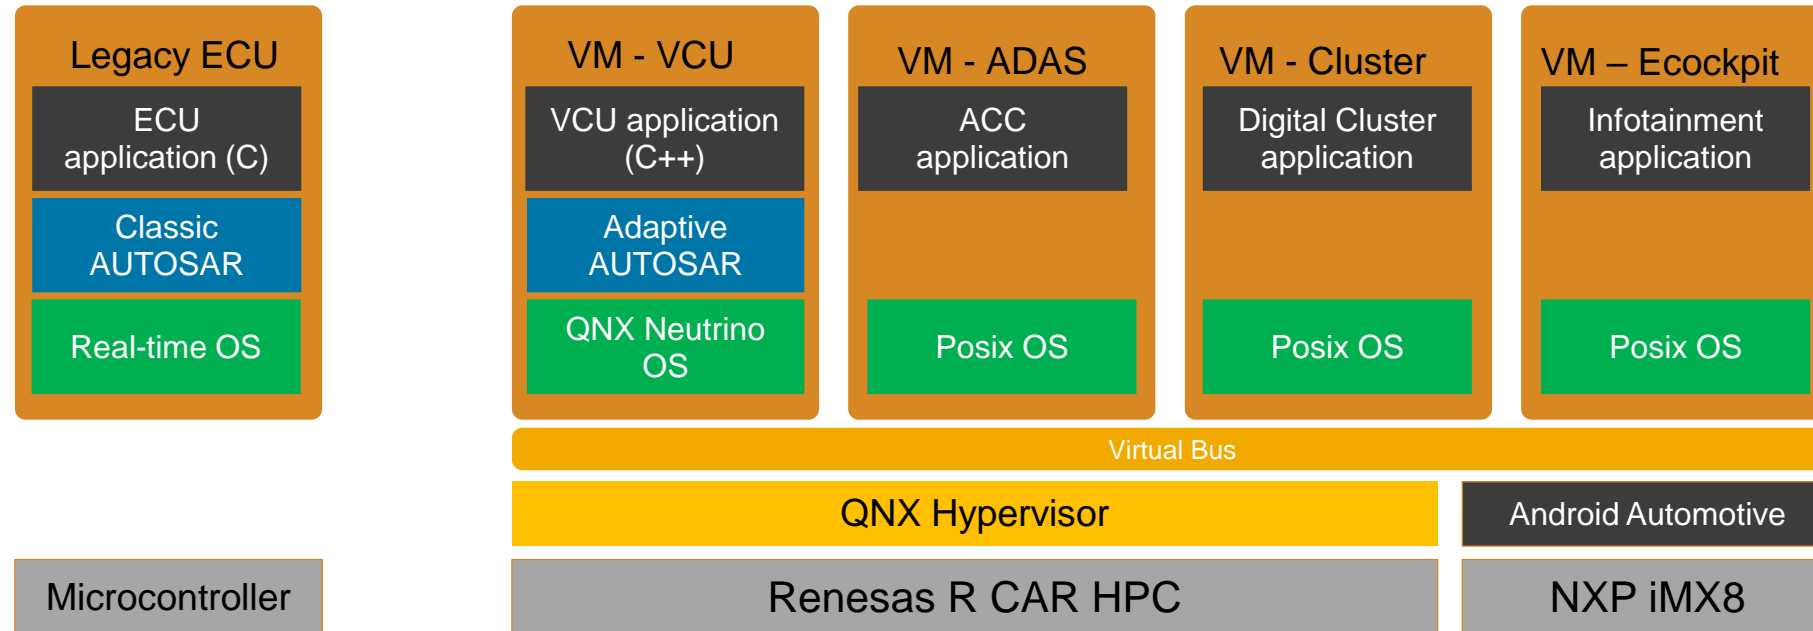 Legacy ECU
ECU
application (C)
Classic
AUTOSAR
Real-time OS
Microcontroller
VM - VCU
VCU application
(C++)
Adaptive
AUTOSAR
QNX Neutrino
OS
VM - ADAS
ACC
application
Posix OS
VM - Cluster
Digital Cluster
application
Posix OS
VM – Ecockpit
Infotainment
application
Posix OS
Virtual Bus
QNX Hypervisor
Android Automotive
Renesas R CAR HPC
NXP iMX8